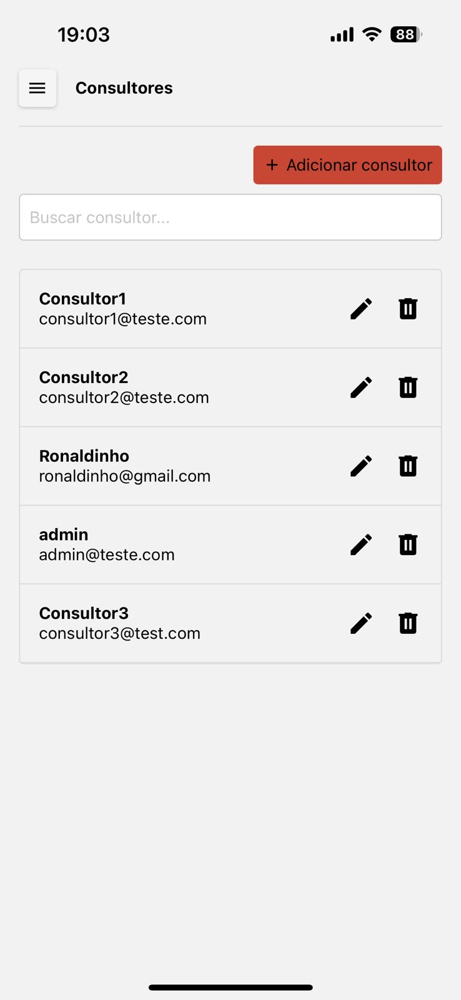 19:03
88
Consultores
+ Adicionar consultor
Buscar consultor...
Consultor1
consultor1@teste.com
Consultor2
consultor2@teste.com
Ronaldinho
ronaldinho@gmail.com
admin
admin@teste.com
Consultor3
consultor3@test.com